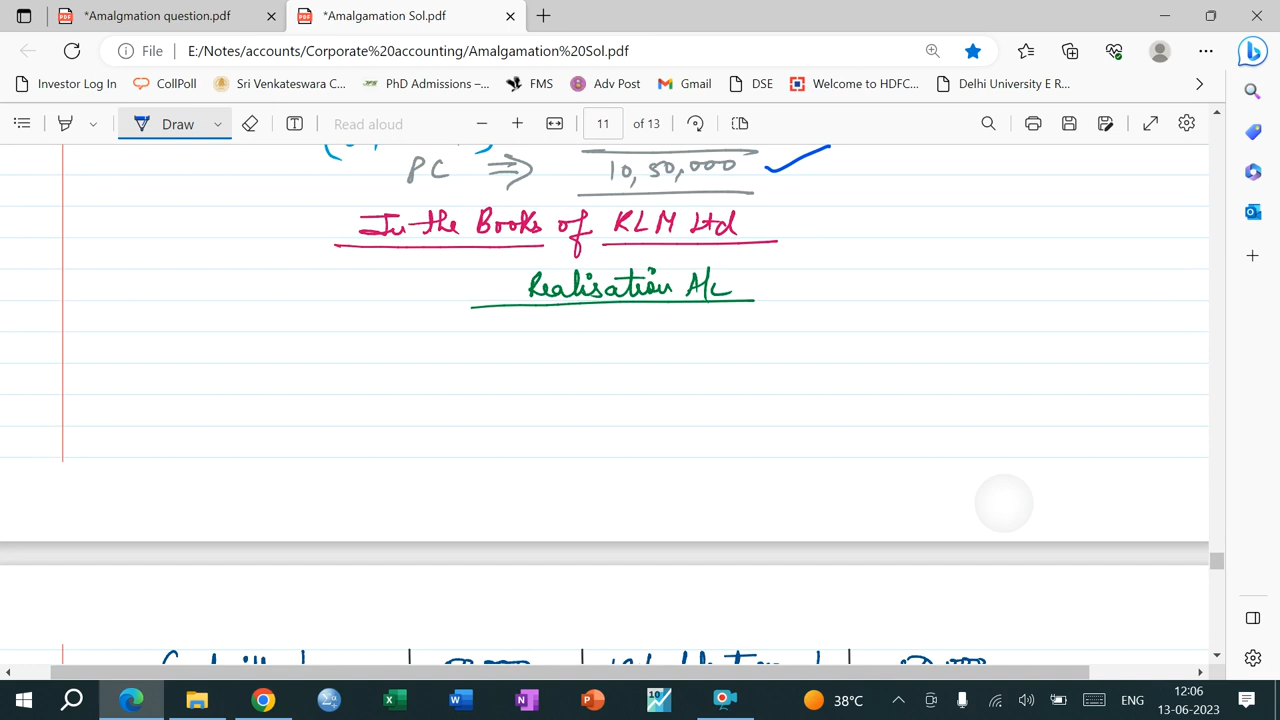 *Amalgmation question.pdf
*Amalgamation Sol.pdf
File E:/Notes/accounts/Corporate%20accounting/Amalgamation%20Sol.pdf
Investor Log In CollPoll Sri Venkateswara C... PhD Admissions –... FMS Adv Post Gmail DSE Welcome to HDFC... Delhi University E R...
Draw Read aloud 11 of 13
PC ⇒ 10,50,000
In the Books of KLM Ltd
Realisation A/c
38°C ENG 12:06
13-06-2023